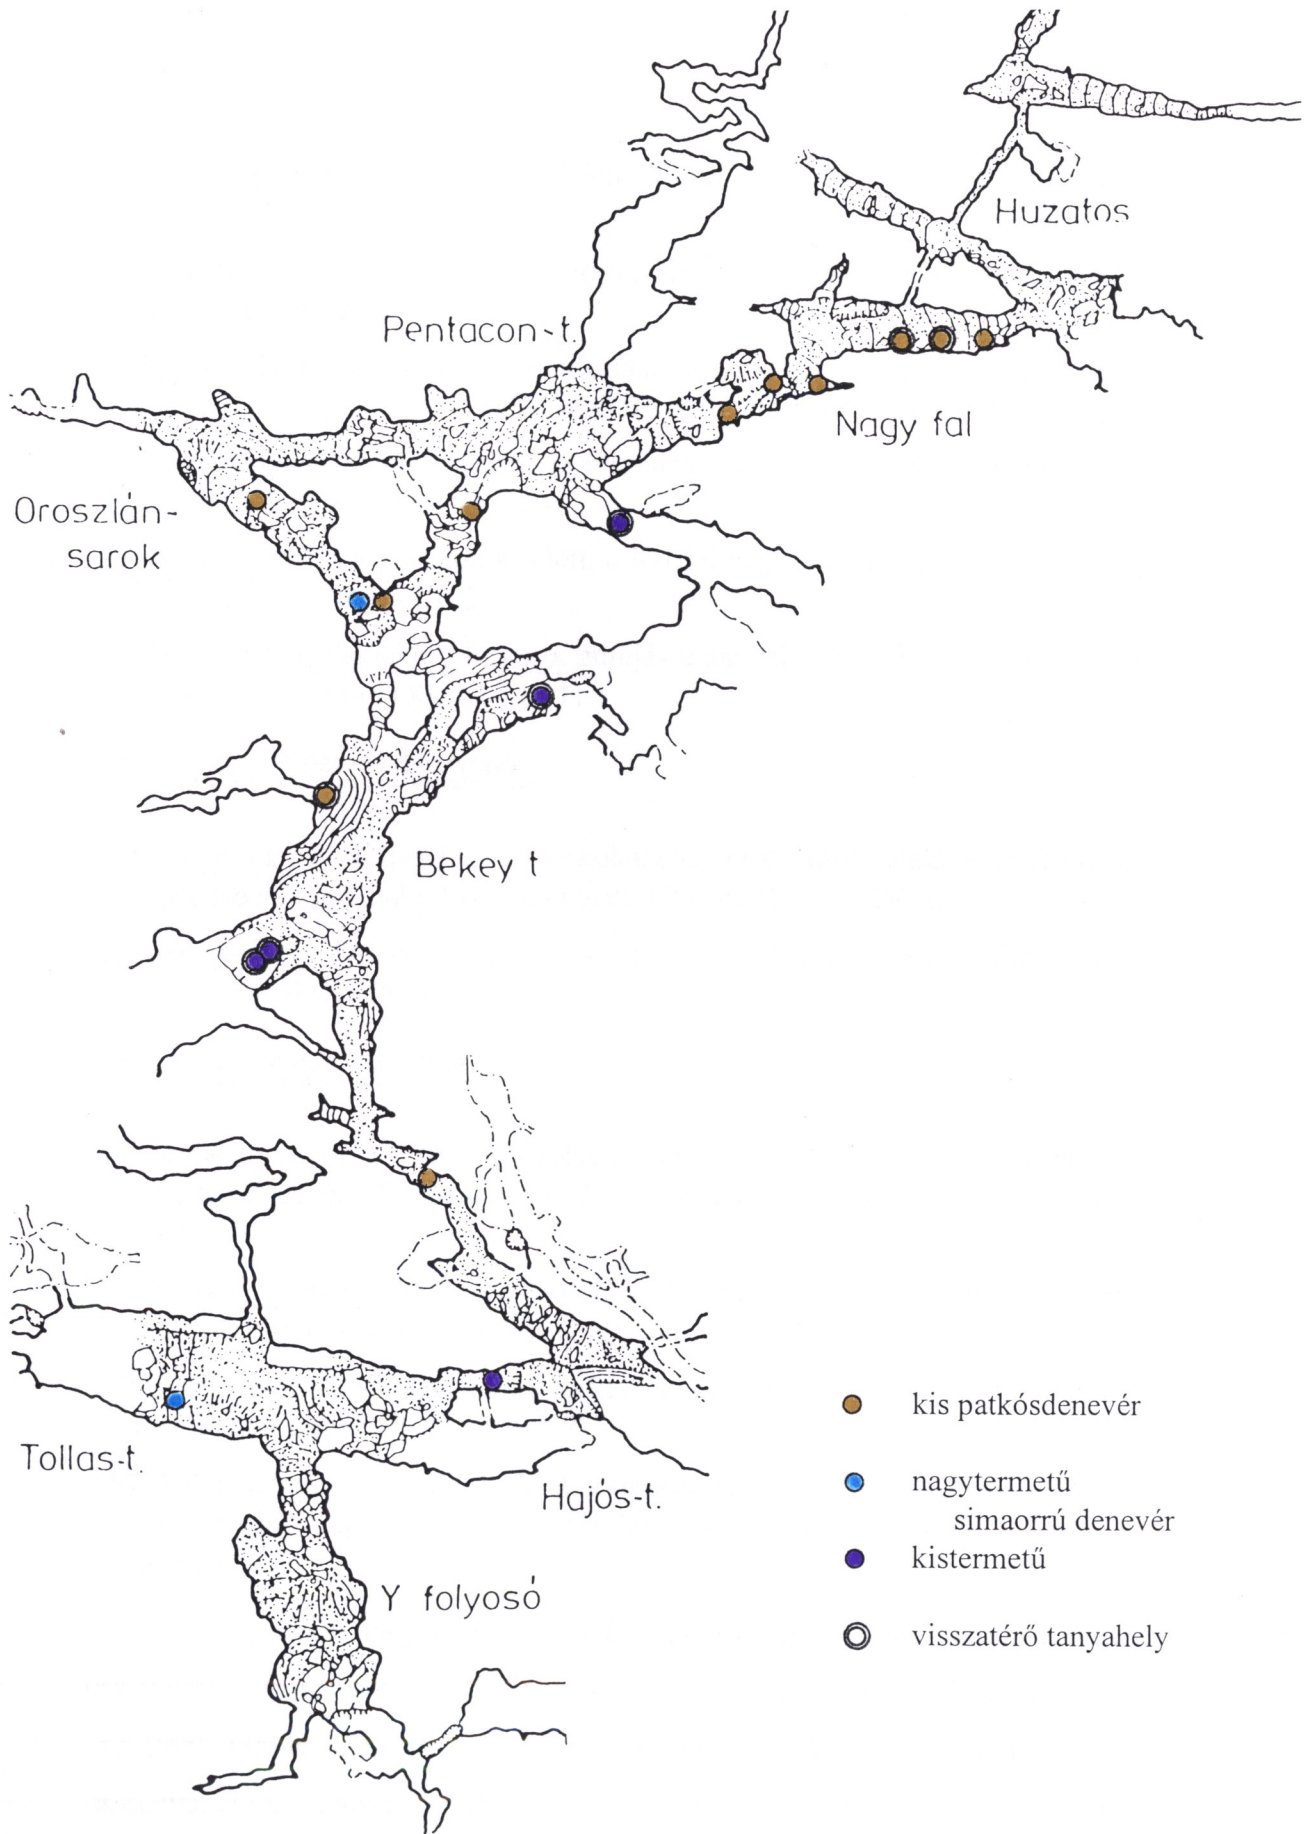 Huzatos
Pentacon-t.
Nagy fal
Oroszlán-
sarok
Bekey t
Tollas-t.
Hajós-t.
Y folyosó
kis patkósdenevér
nagytermetű
simaorrú denevér
kistermetű
visszatérő tanyahely